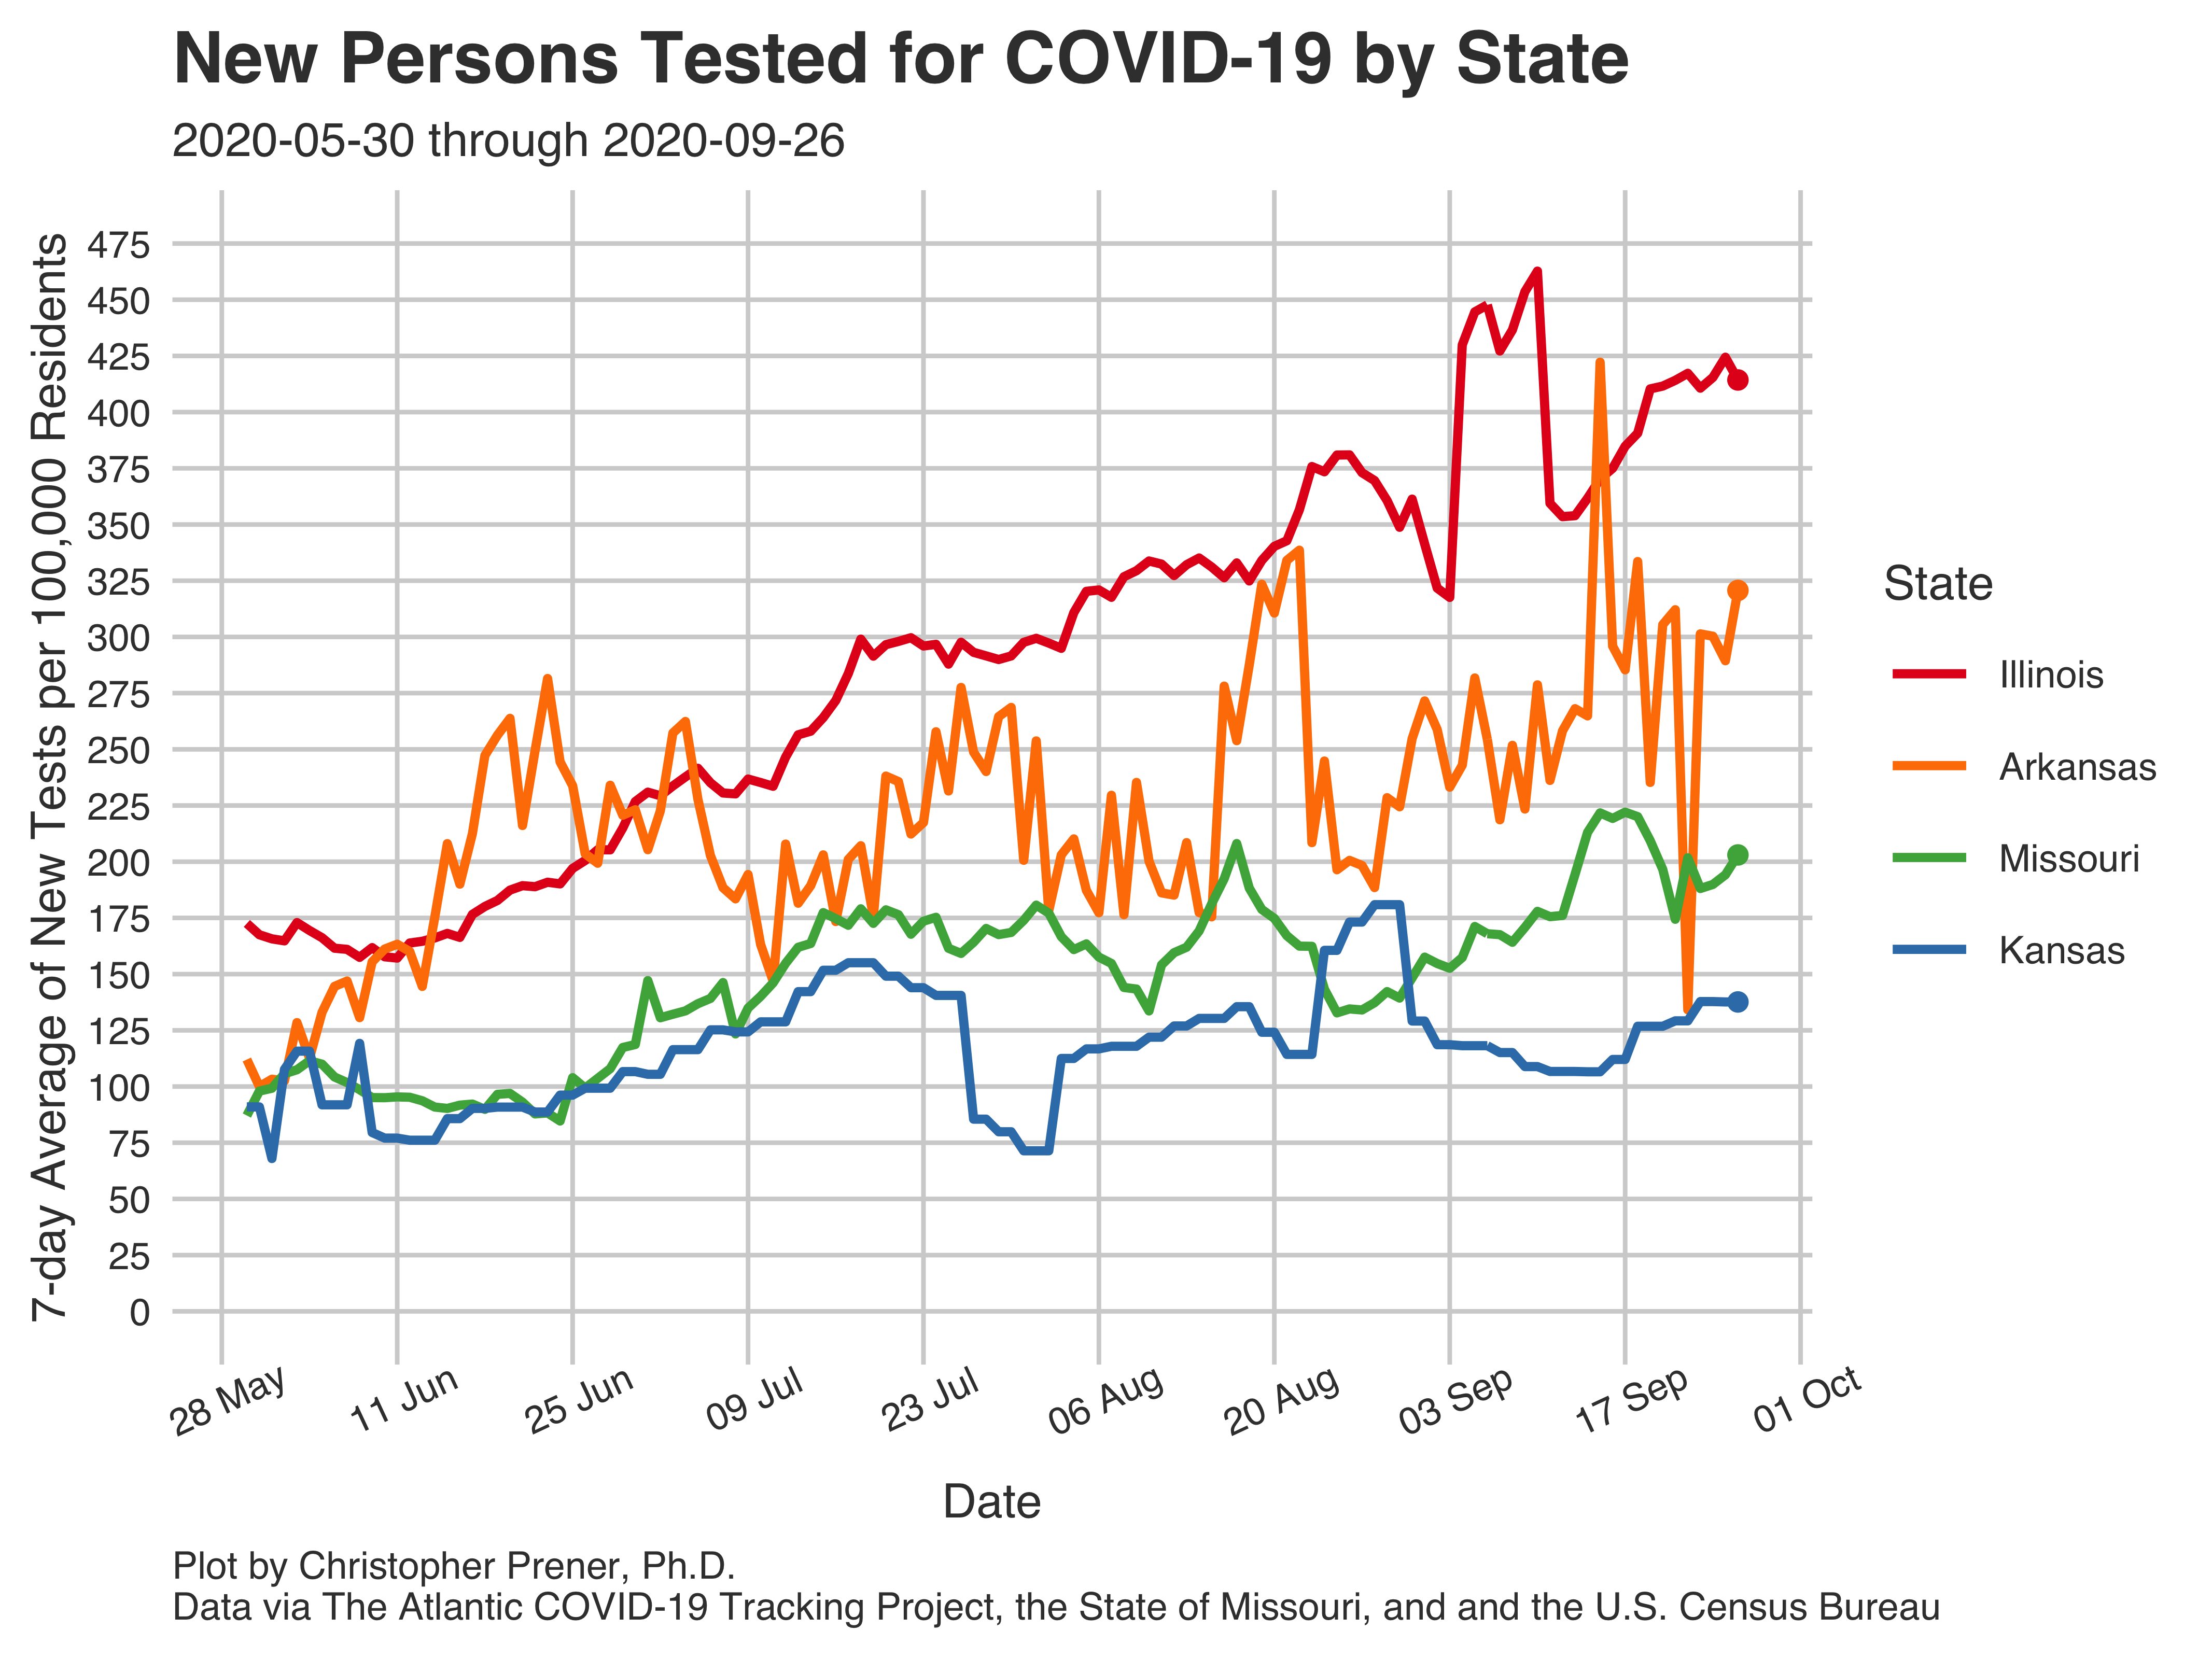 New Persons Tested for COVID-19 by State
2020-05-30 through 2020-09-26
7-day Average of New Tests per 100,000 Residents
475
450
425
400
375
350
325
300
275
250
225
200
175
150
125
100
75
50
25
0
28 May
11 Jun
25 Jun
09 Jul
23 Jul
06 Aug
20 Aug
03 Sep
17 Sep
01 Oct
Date
State
Illinois
Arkansas
Missouri
Kansas
Plot by Christopher Prener, Ph.D.
Data via The Atlantic COVID-19 Tracking Project, the State of Missouri, and and the U.S. Census Bureau